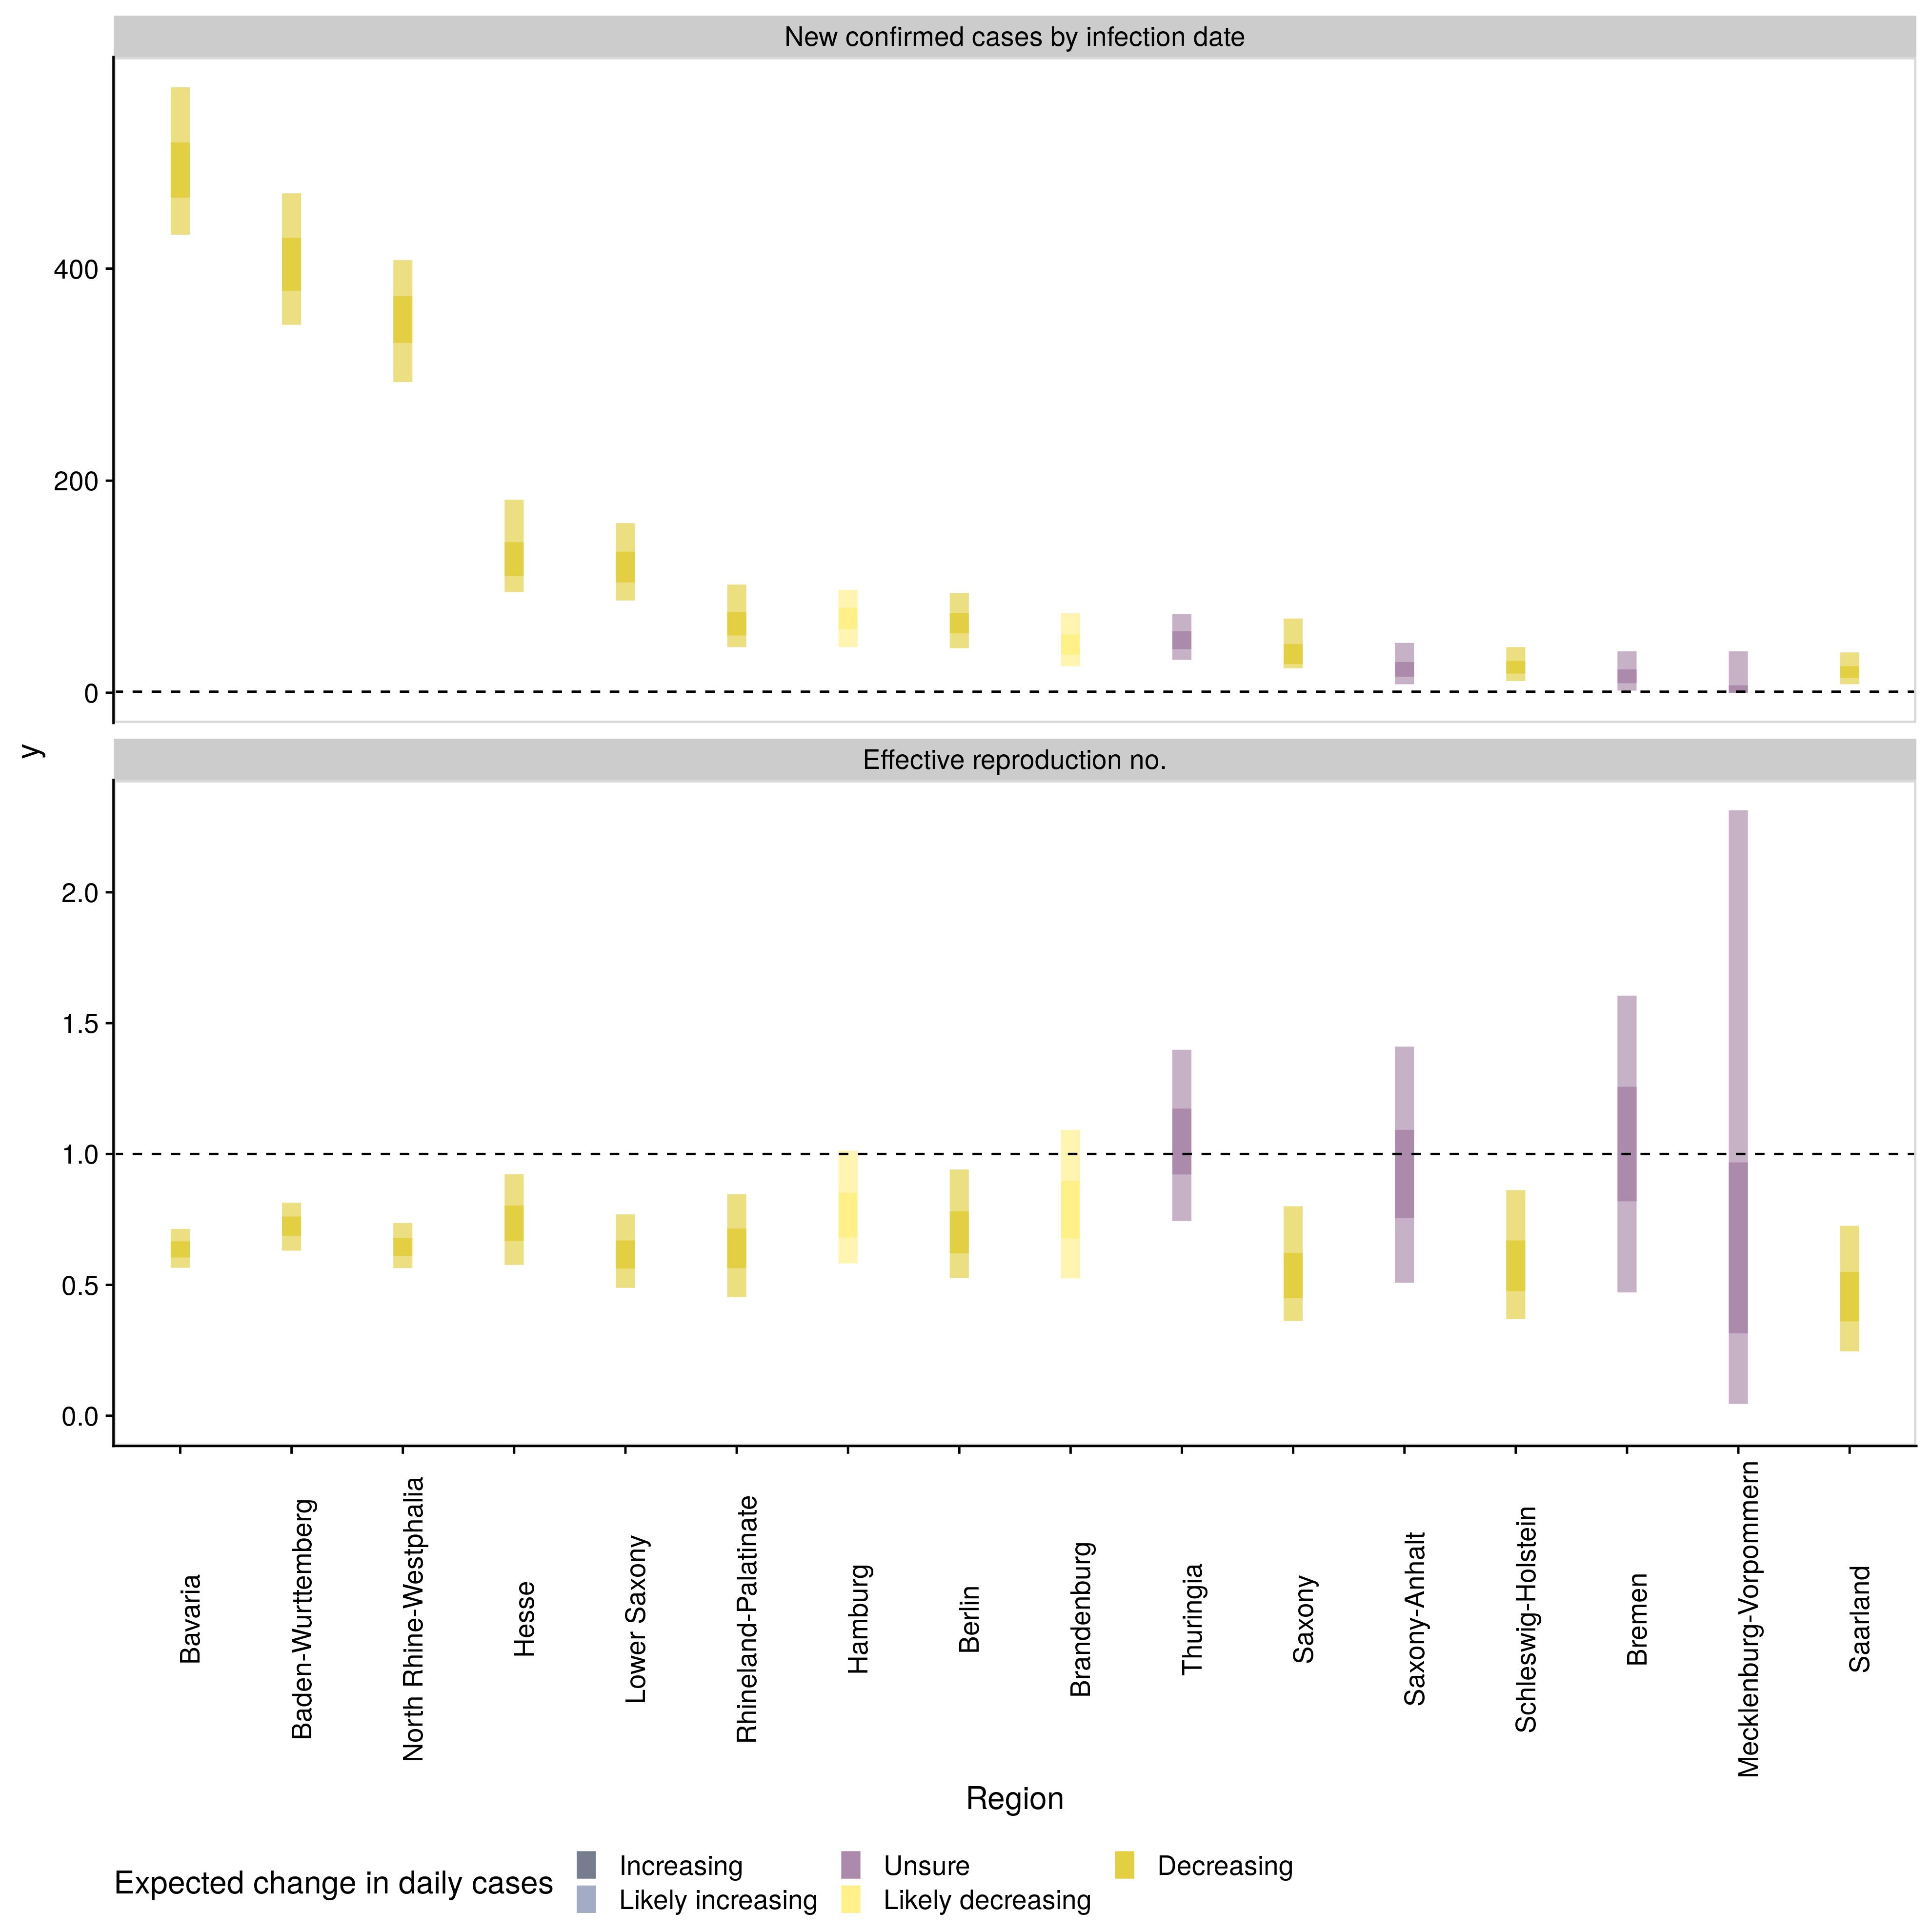 New confirmed cases by infection date
400
200
0
y
Effective reproduction no.
2.0
1.5
1.0
0.5
0.0
Bavaria
Baden-Wurttemberg
North Rhine-Westphalia
Hesse
Lower Saxony
Rhineland-Palatinate
Hamburg
Berlin
Brandenburg
Thuringia
Saxony
Saxony-Anhalt
Schleswig-Holstein
Bremen
Mecklenburg-Vorpommern
Saarland
Region
Expected change in daily cases
Increasing
Likely increasing
Unsure
Likely decreasing
Decreasing